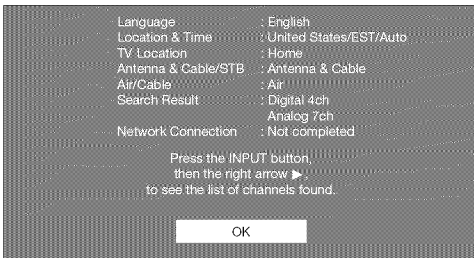 Language : English
Location & Time : United States/EST/Auto
TV Location : Home
Antenna & Cable/STB : Antenna & Cable
Air/Cable : Air
Search Result : Digital 4ch
Analog 7ch
Network Connection : Not completed
Press the INPUT button,
then the right arrow ▶,
to see the list of channels found.
OK